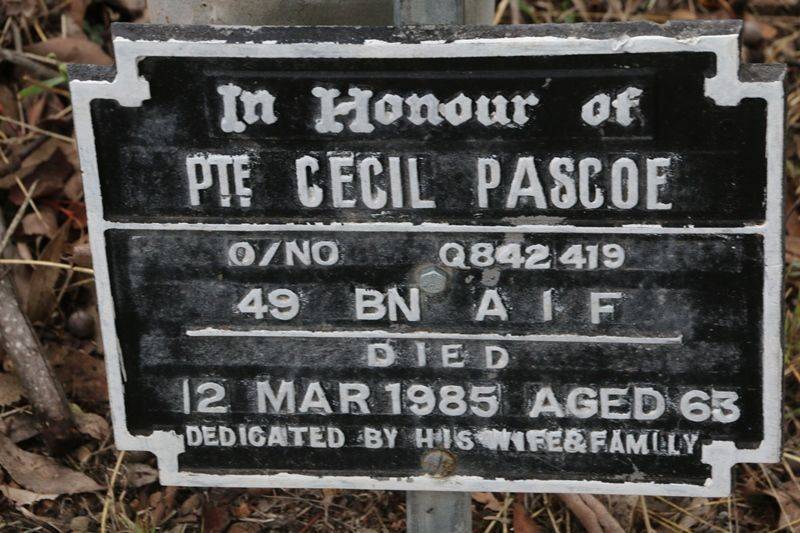 In Honour of
PTE CECIL PASCOE
O/NO Q842419
49 BN A I F
DIED
12 MAR 1985 AGED 63
DEDICATED BY HIS WIFE & FAMILY